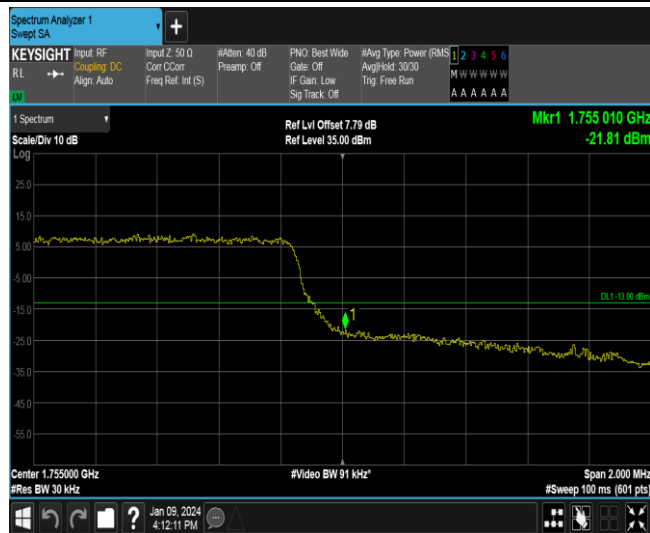 Spectrum Analyzer 1
Swept SA
+
KEYSIGHT
RL
LXI
Input: RF
Coupling: DC
Align: Auto
Input Z: 50 Ω
Corr CCorr
Freq Ref: Int (S)
#Atten: 40 dB
Preamp: Off
PNO: Best Wide
Gate: Off
IF Gain: Low
Sig Track: Off
#Avg Type: Power (RMS
Avg|Hold: 30/30
Trig: Free Run
1 2 3 4 5 6
M W W W W W
A A A A A A
1 Spectrum
Scale/Div 10 dB
Log
Ref Lvl Offset 7.79 dB
Ref Level 35.00 dBm
Mkr1 1.755 010 GHz
-21.81 dBm
25.0
15.0
5.00
-5.00
DL1 -13.00 dBm
-15.0
1
-25.0
-35.0
-45.0
-55.0
Center 1.755000 GHz
#Video BW 91 kHz*
Span 2.000 MHz
#Res BW 30 kHz
#Sweep 100 ms (601 pts)
?
Jan 09, 2024
4:12:11 PM